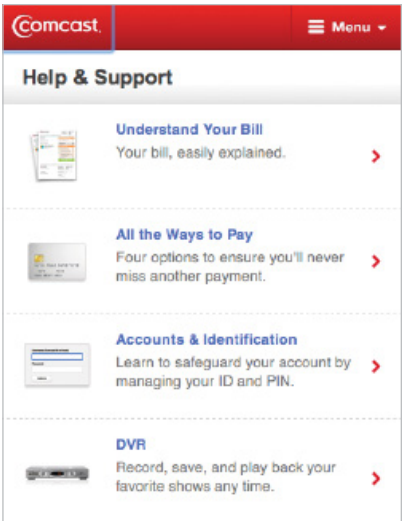 Comcast.
Menu
Help & Support
Understand Your Bill
Your bill, easily explained.
All the Ways to Pay
Four options to ensure you'll never
miss another payment.
Accounts & Identification
Learn to safeguard your account by
managing your ID and PIN.
DVR
Record, save, and play back your
favorite shows any time.